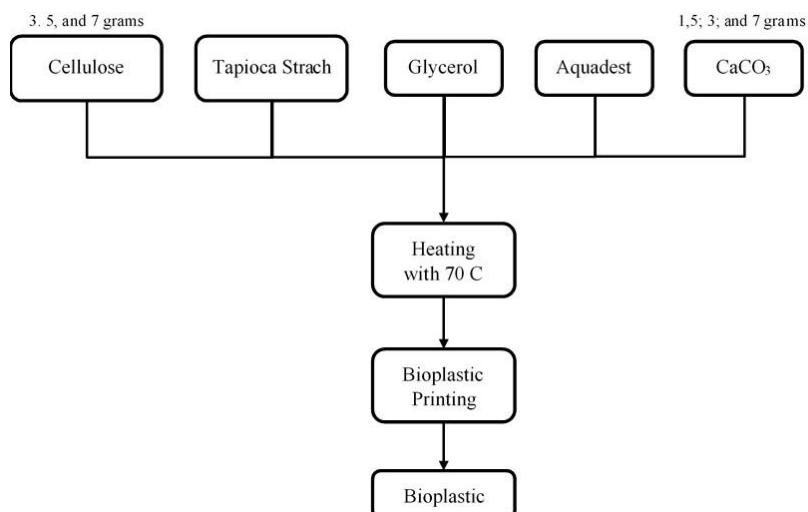 3. 5, and 7 grams
1,5; 3; and 7 grams
Cellulose
Tapioca Strach
Glycerol
Aquadest
CaCO₃
Heating
with 70 C
Bioplastic
Printing
Bioplastic